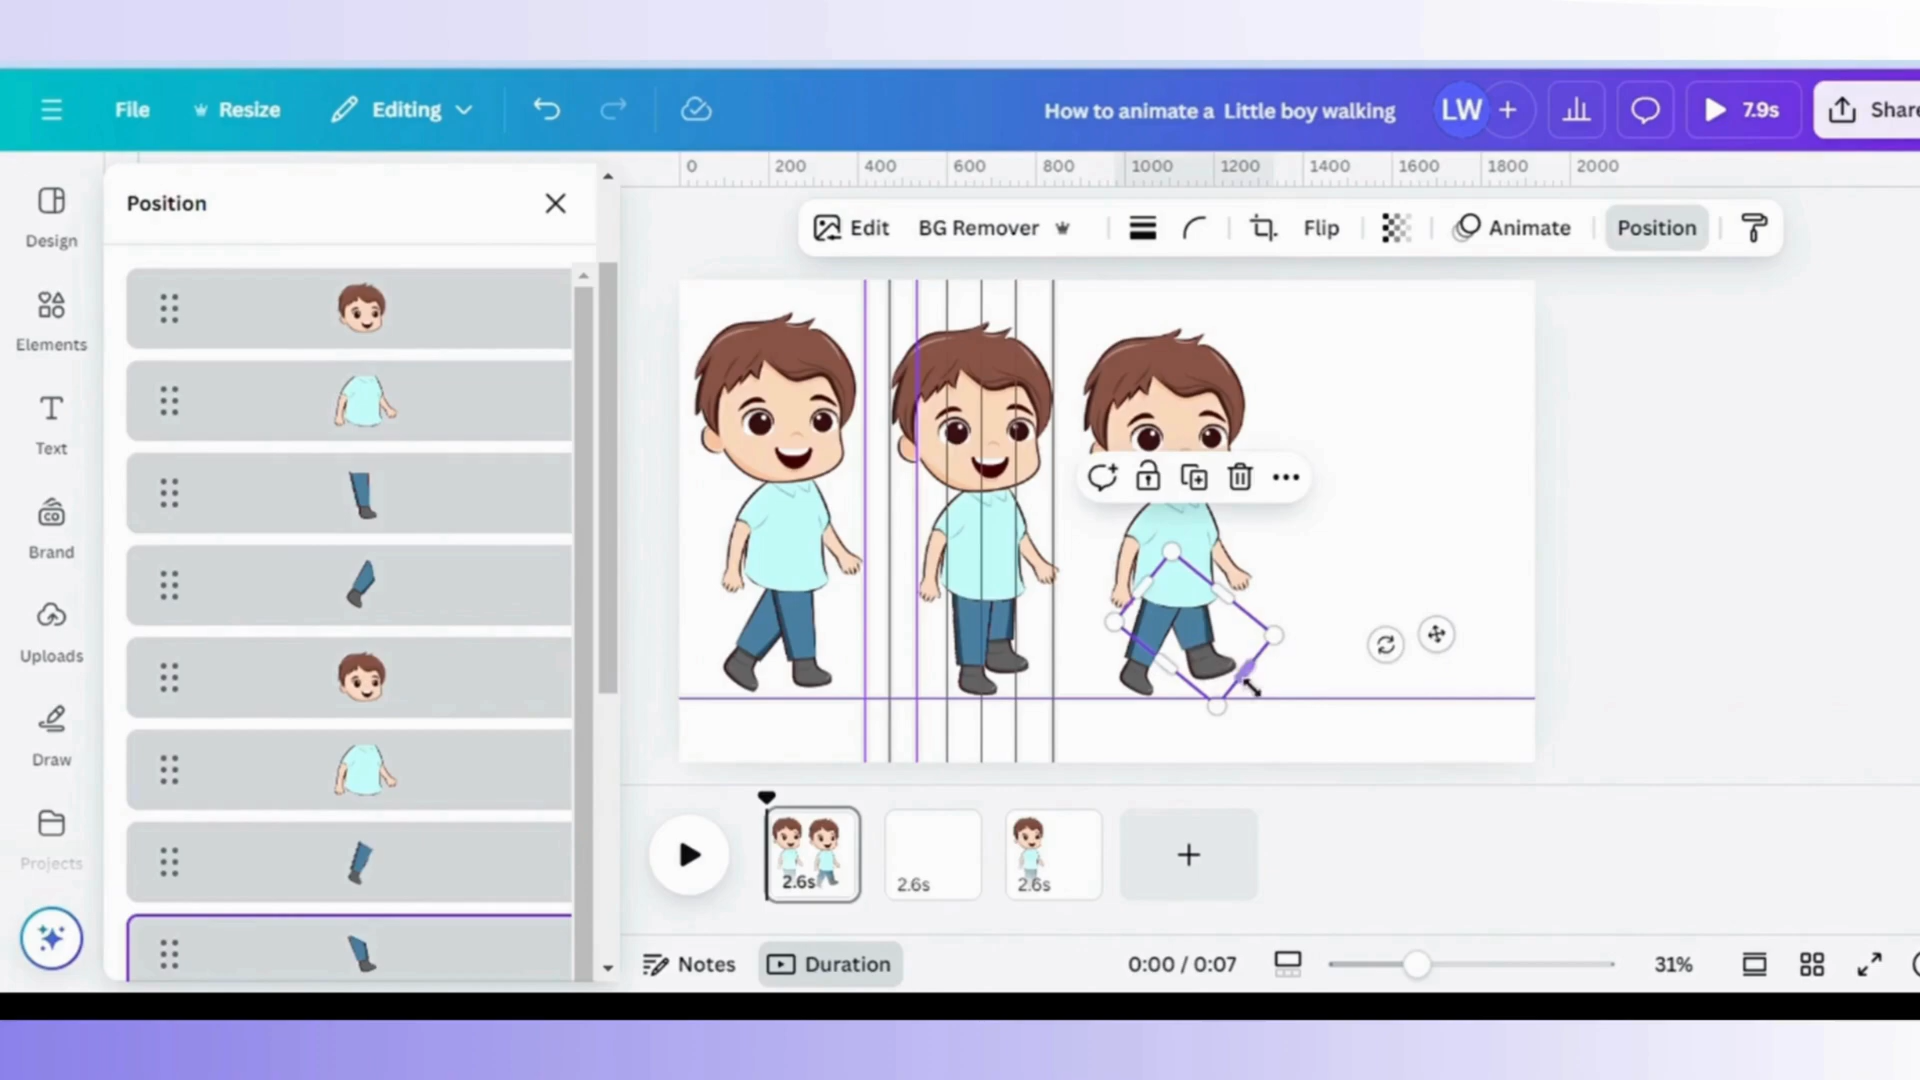 File
Resize
Editing
How to animate a Little boy walking
LW
7.9s
Share
Design
Elements
Text
Brand
CO
Uploads
Draw
Projects
Position
0 200 400 600 800 1000 1200 1400 1600 1800 2000
Edit
BG Remover
Flip
Animate
Position
2.6s
2.6s
2.6s
Notes
Duration
0:00 / 0:07
31%